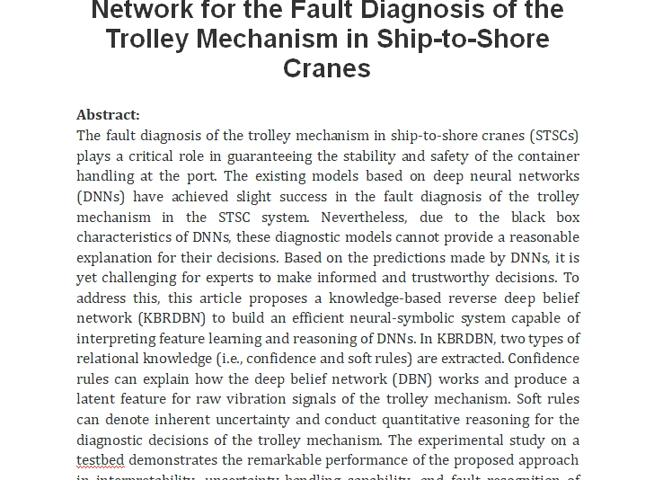 Network for the Fault Diagnosis of the
Trolley Mechanism in Ship-to-Shore
Cranes
Abstract:
The fault diagnosis of the trolley mechanism in ship-to-shore cranes (STSCs)
plays a critical role in guaranteeing the stability and safety of the container
handling at the port. The existing models based on deep neural networks
(DNNs) have achieved slight success in the fault diagnosis of the trolley
mechanism in the STSC system. Nevertheless, due to the black box
characteristics of DNNs, these diagnostic models cannot provide a reasonable
explanation for their decisions. Based on the predictions made by DNNs, it is
yet challenging for experts to make informed and trustworthy decisions. To
address this, this article proposes a knowledge-based reverse deep belief
network (KBRDBN) to build an efficient neural-symbolic system capable of
interpreting feature learning and reasoning of DNNs. In KBRDBN, two types of
relational knowledge (i.e., confidence and soft rules) are extracted. Confidence
rules can explain how the deep belief network (DBN) works and produce a
latent feature for raw vibration signals of the trolley mechanism. Soft rules
can denote inherent uncertainty and conduct quantitative reasoning for the
diagnostic decisions of the trolley mechanism. The experimental study on a
testbed demonstrates the remarkable performance of the proposed approach
in interpretability, uncertainty handling capability, and fault recognition of